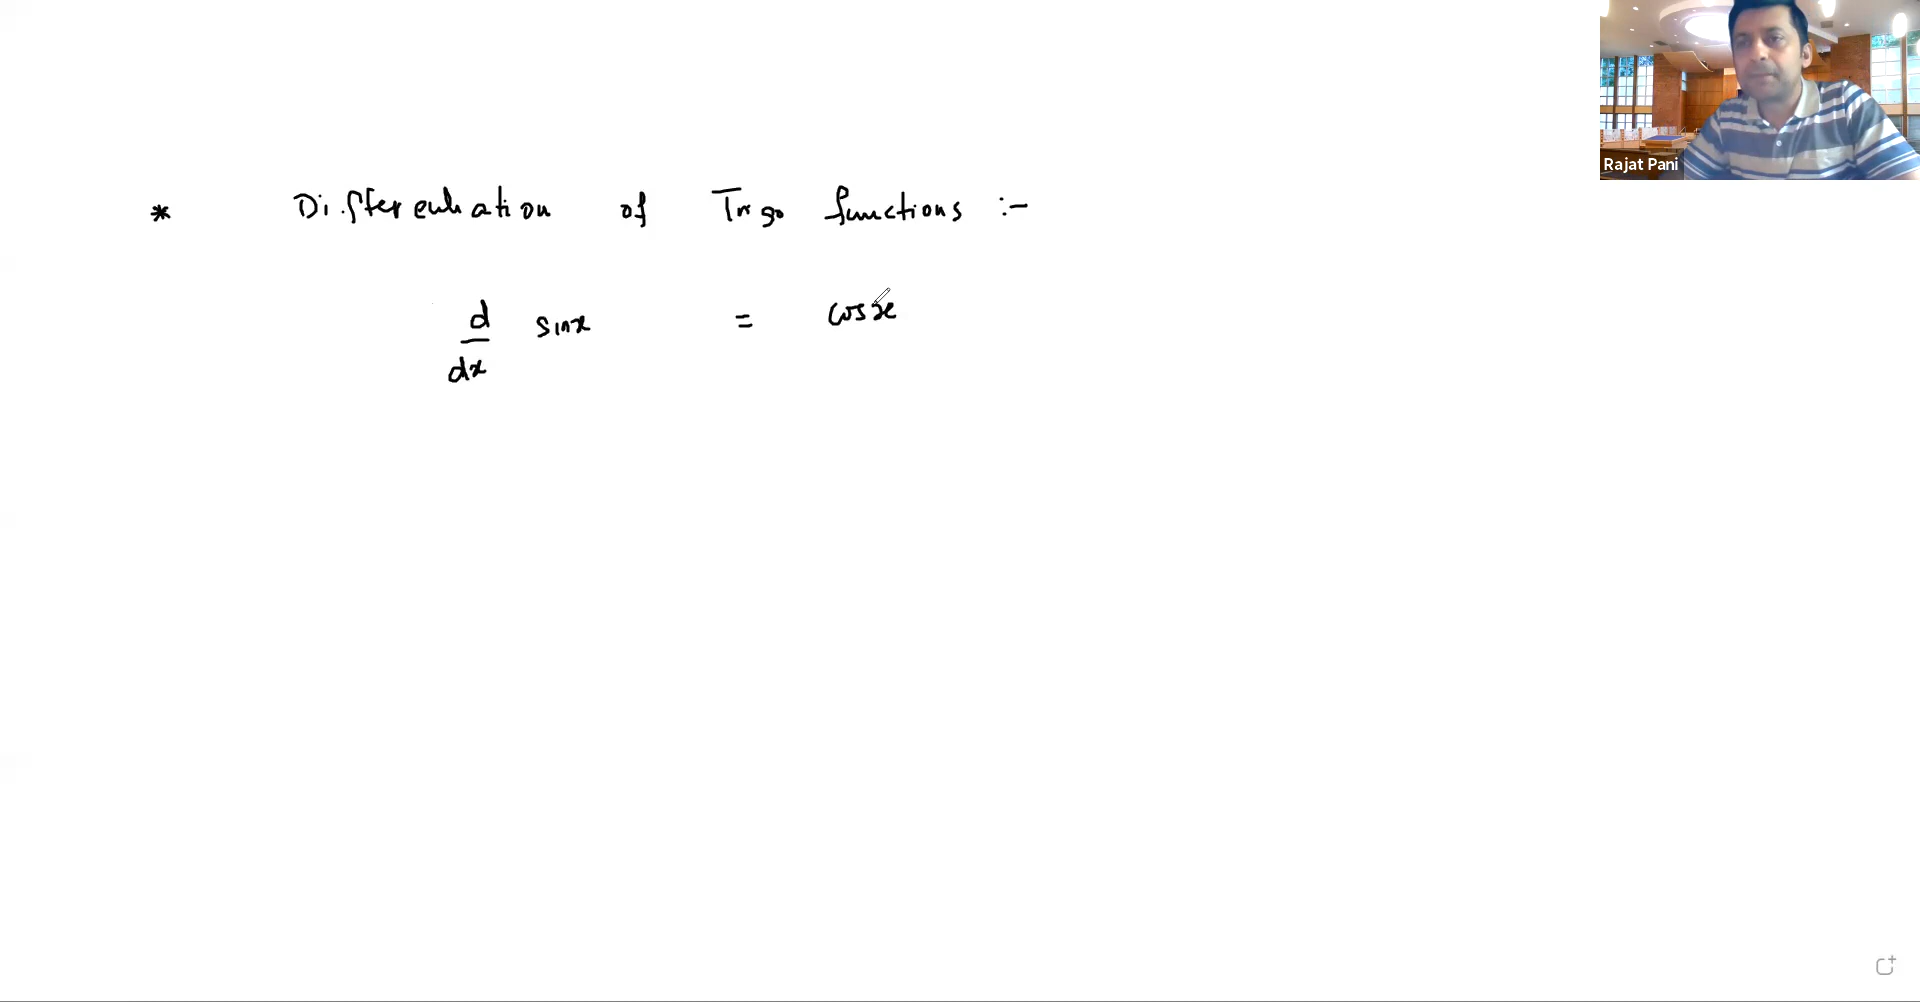 Rajat Pani
* Differentiation of Trigo functions :-
d/dx sinx = cosx